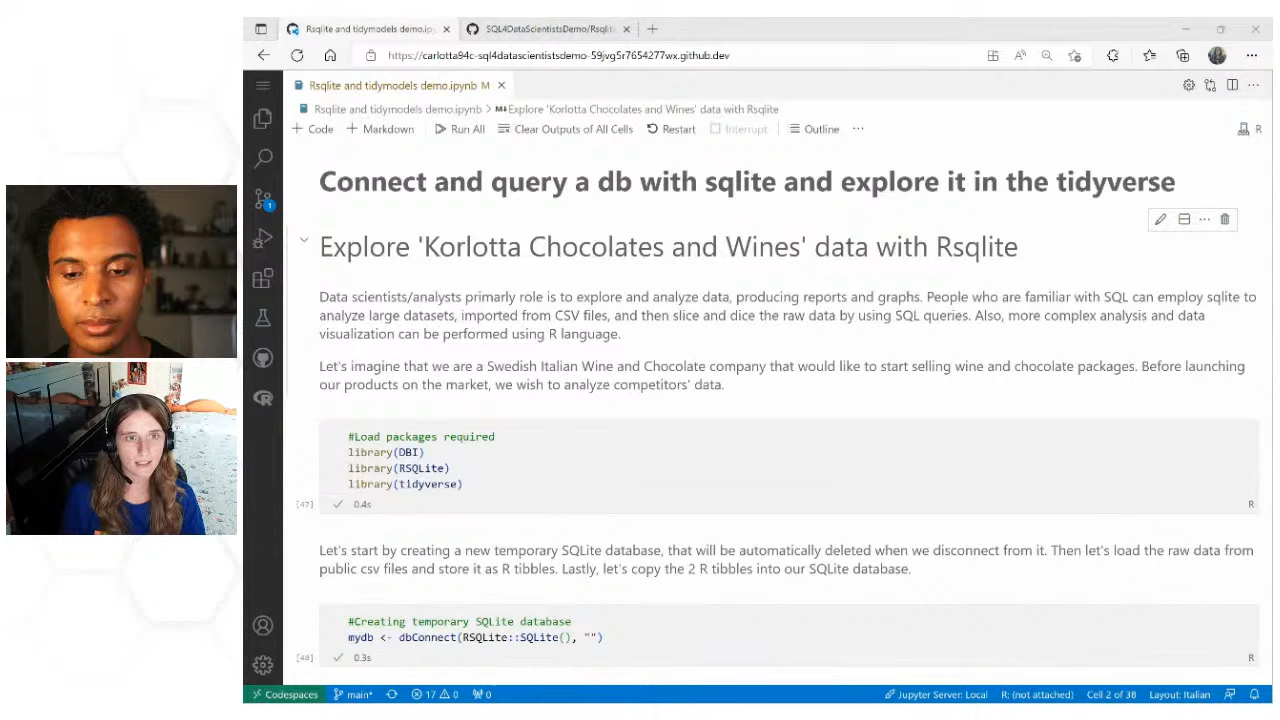 Rsqlite and tidymodels demo.ipynb
SQL4DataScientistsDemo/Rsqlite
https://carlotta94c-sql4datascientistsdemo-59jvg5r7654277wx.github.dev
Rsqlite and tidymodels demo.ipynb M
Rsqlite and tidymodels demo.ipynb > M↓Explore 'Korlotta Chocolates and Wines' data with Rsqlite
+ Code + Markdown Run All Clear Outputs of All Cells Restart Interrupt Outline ... R
Connect and query a db with sqlite and explore it in the tidyverse
Explore 'Korlotta Chocolates and Wines' data with Rsqlite
Data scientists/analysts primarily role is to explore and analyze data, producing reports and graphs. People who are familiar with SQL can employ sqlite to
analyze large datasets, imported from CSV files, and then slice and dice the raw data by using SQL queries. Also, more complex analysis and data
visualization can be performed using R language.
Let's imagine that we are a Swedish Italian Wine and Chocolate company that would like to start selling wine and chocolate packages. Before launching
our products on the market, we wish to analyze competitors' data.
#Load packages required
library(DBI)
library(RSQLite)
library(tidyverse)
[47] 0.4s R
Let's start by creating a new temporary SQLite database, that will be automatically deleted when we disconnect from it. Then let's load the raw data from
public csv files and store it as R tibbles. Lastly, let's copy the 2 R tibbles into our SQLite database.
#Creating temporary SQLite database
mydb <- dbConnect(RSQLite::SQLite(), "")
[48] 0.3s R
1
Codespaces main* 17 0 0 Jupyter Server: Local R: (not attached) Cell 2 of 38 Layout: Italian